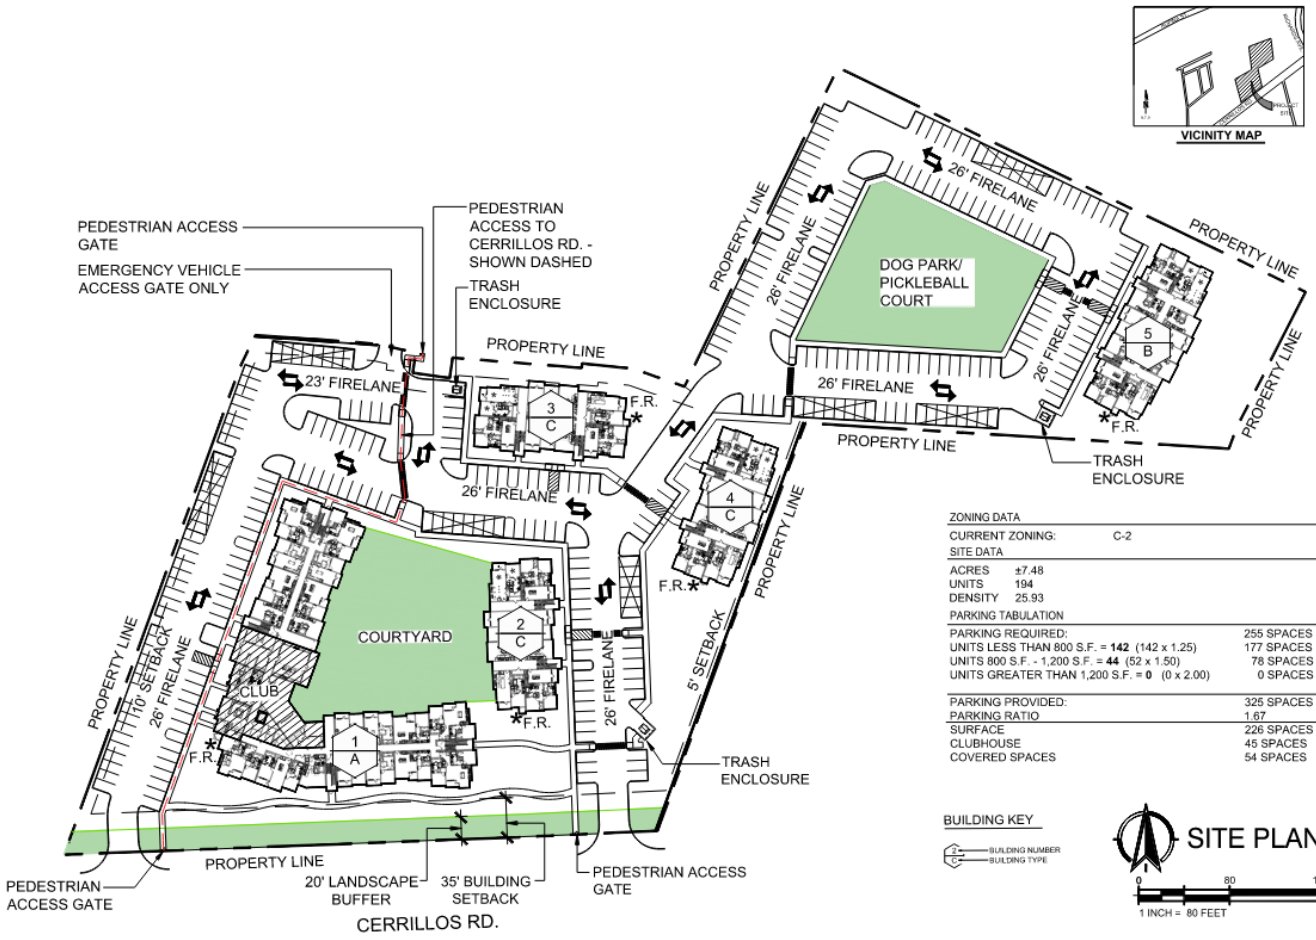 VICINITY MAP
PROJECT
SITE
CERRILLOS RD
PROPERTY LINE
PEDESTRIAN ACCESS
GATE
EMERGENCY VEHICLE
ACCESS GATE ONLY
PEDESTRIAN
ACCESS TO
CERRILLOS RD. -
SHOWN DASHED
TRASH
ENCLOSURE
PROPERTY LINE
26' FIRELANE
26' FIRELANE
DOG PARK/
PICKLEBALL
COURT
PROPERTY LINE
26' FIRELANE
5
B
F.R.
PROPERTY LINE
26' FIRELANE
PROPERTY LINE
TRASH
ENCLOSURE
23' FIRELANE
3
C
F.R.
26' FIRELANE
4
C
F.R.
PROPERTY LINE
5' SETBACK
PROPERTY LINE
10' SETBACK
26' FIRELANE
COURTYARD
2
C
F.R.
26' FIRELANE
CLUB
F.R.
1
A
TRASH
ENCLOSURE
PROPERTY LINE
PEDESTRIAN
ACCESS GATE
20' LANDSCAPE
BUFFER
35' BUILDING
SETBACK
PEDESTRIAN ACCESS
GATE
CERRILLOS RD.
ZONING DATA
CURRENT ZONING: C-2
SITE DATA
ACRES ±7.48
UNITS 194
DENSITY 25.93
PARKING TABULATION
PARKING REQUIRED: 255 SPACES
UNITS LESS THAN 800 S.F. = 142 (142 x 1.25) 177 SPACES
UNITS 800 S.F. - 1,200 S.F. = 44 (52 x 1.50) 78 SPACES
UNITS GREATER THAN 1,200 S.F. = 0 (0 x 2.00) 0 SPACES
PARKING PROVIDED: 325 SPACES
PARKING RATIO 1.67
SURFACE 226 SPACES
CLUBHOUSE 45 SPACES
COVERED SPACES 54 SPACES
BUILDING KEY
2 BUILDING NUMBER
C BUILDING TYPE
SITE PLAN
0 80
1 INCH = 80 FEET